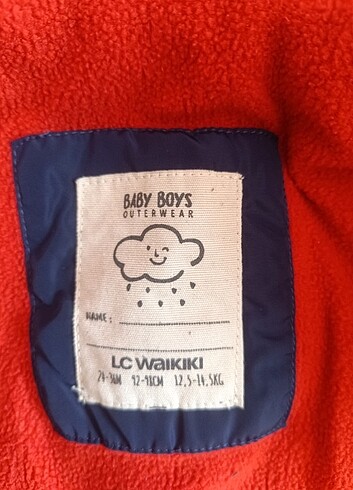 BABY BOYS
OUTERWEAR
NAME:
LC WAIKIKI
24-36M 92-98CM 12,5-14,5KG